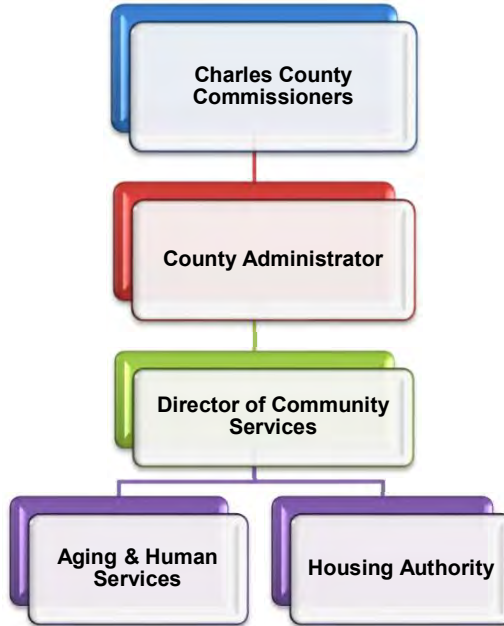 Charles County
Commissioners
County Administrator
Director of Community
Services
Aging & Human
Services
Housing Authority